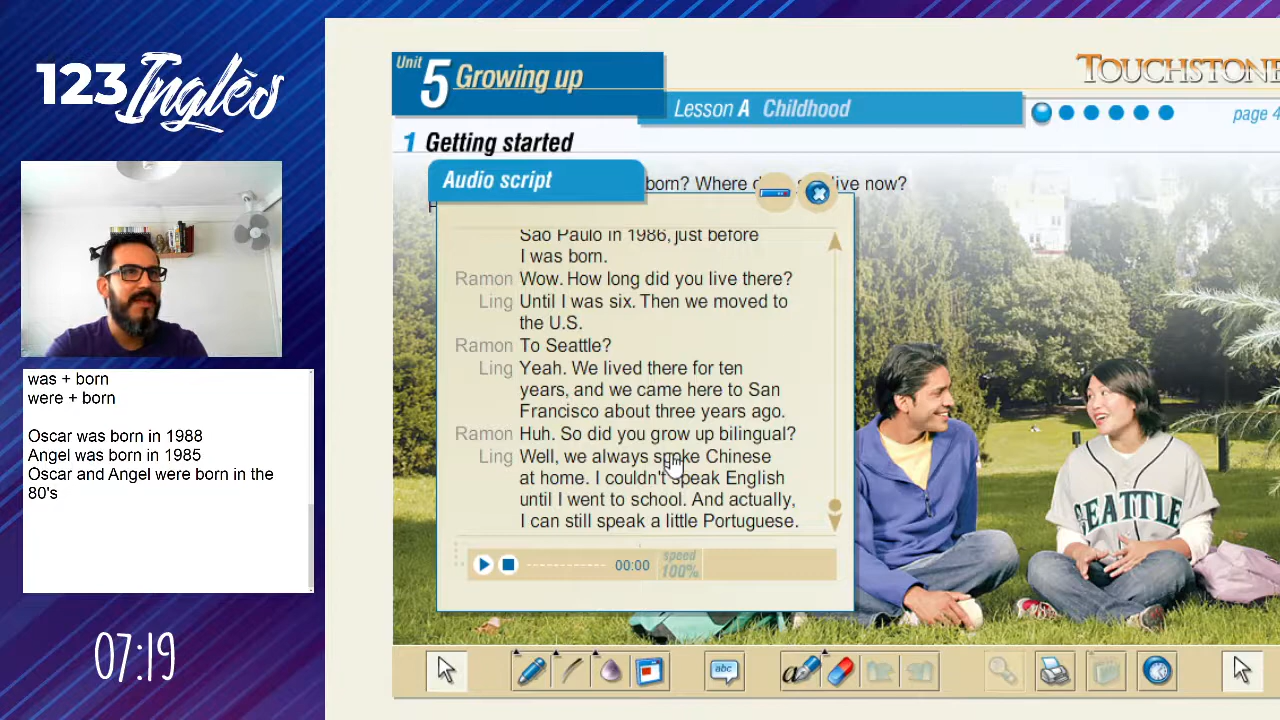 123 Inglès
Unit
5 Growing up
TOUCHSTONE
Lesson A Childhood
page 4
1 Getting started
born? Where
live now?
Audio script
Sao Paulo in 1986, just before
I was born.
Ramon Wow. How long did you live there?
Ling Until I was six. Then we moved to
the U.S.
Ramon To Seattle?
Ling Yeah. We lived there for ten
years, and we came here to San
Francisco about three years ago.
Ramon Huh. So did you grow up bilingual?
Ling Well, we always spoke Chinese
at home. I couldn't speak English
until I went to school. And actually,
I can still speak a little Portuguese.
00:00
speed
100%
SEATTLE
was + born
were + born
Oscar was born in 1988
Angel was born in 1985
Oscar and Angel were born in the
80's
07:19
abc
a